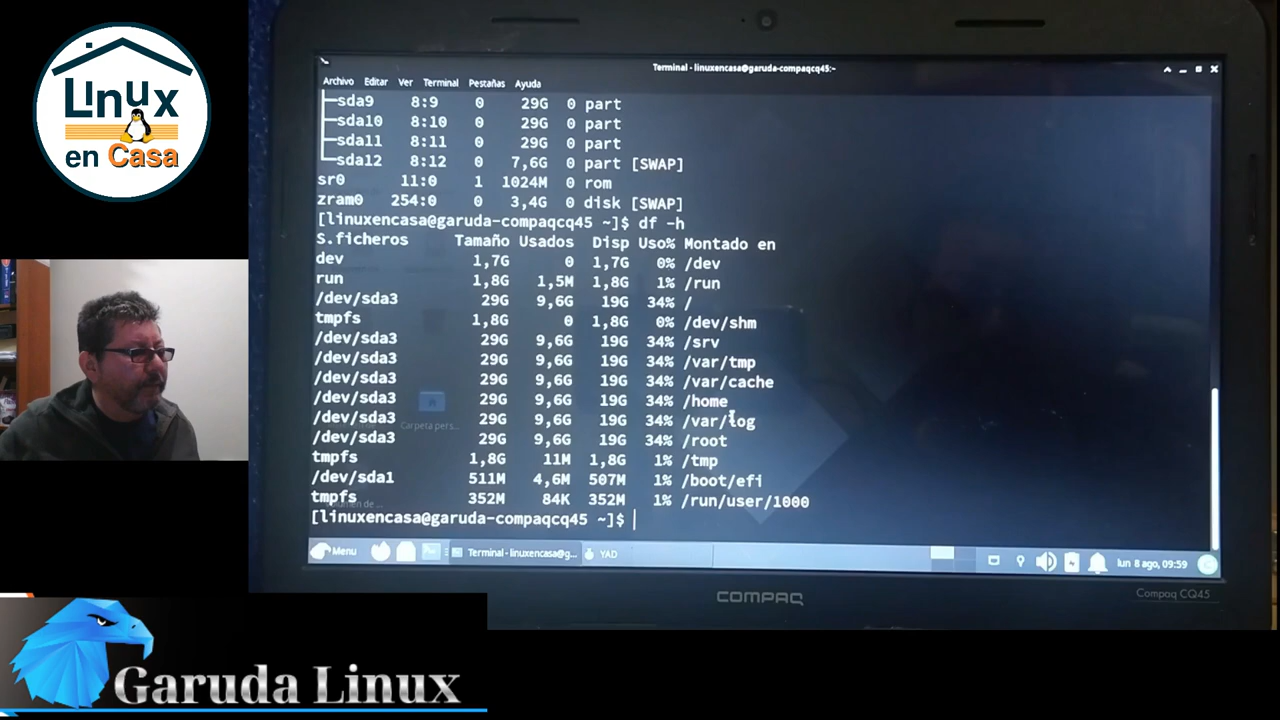 Linux
en Casa
Terminal - linuxencasa@garuda-compaqcq45:~
Archivo Editar Ver Terminal Pestañas Ayuda
├─sda9 8:9 0 29G 0 part
├─sda10 8:10 0 29G 0 part
├─sda11 8:11 0 29G 0 part
└─sda12 8:12 0 7,6G 0 part [SWAP]
sr0 11:0 1 1024M 0 rom
zram0 254:0 0 3,4G 0 disk [SWAP]
[linuxencasa@garuda-compaqcq45 ~]$ df -h
S.ficheros Tamaño Usados Disp Uso% Montado en
dev 1,7G 0 1,7G 0% /dev
run 1,8G 1,5M 1,8G 1% /run
/dev/sda3 29G 9,6G 19G 34% /
tmpfs 1,8G 0 1,8G 0% /dev/shm
/dev/sda3 29G 9,6G 19G 34% /srv
/dev/sda3 29G 9,6G 19G 34% /var/tmp
/dev/sda3 29G 9,6G 19G 34% /var/cache
/dev/sda3 29G 9,6G 19G 34% /home
/dev/sda3 29G 9,6G 19G 34% /var/log
/dev/sda3 29G 9,6G 19G 34% /root
tmpfs 1,8G 11M 1,8G 1% /tmp
/dev/sda1 511M 4,6M 507M 1% /boot/efi
tmpfs 352M 84K 352M 1% /run/user/1000
[linuxencasa@garuda-compaqcq45 ~]$
Carpeta pers...
Menu Terminal - linuxencasa@g... YAD lun 8 ago, 09:59
COMPAQ
Compaq CQ45
Garuda Linux